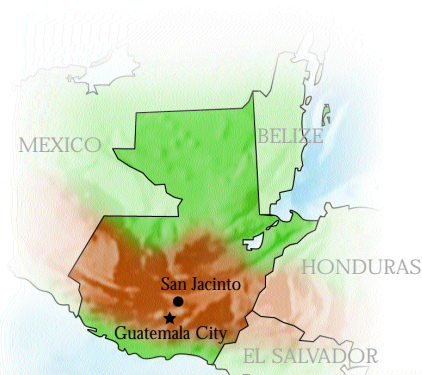 MEXICO
BELIZE
HONDURAS
San Jacinto
Guatemala City
EL SALVADOR